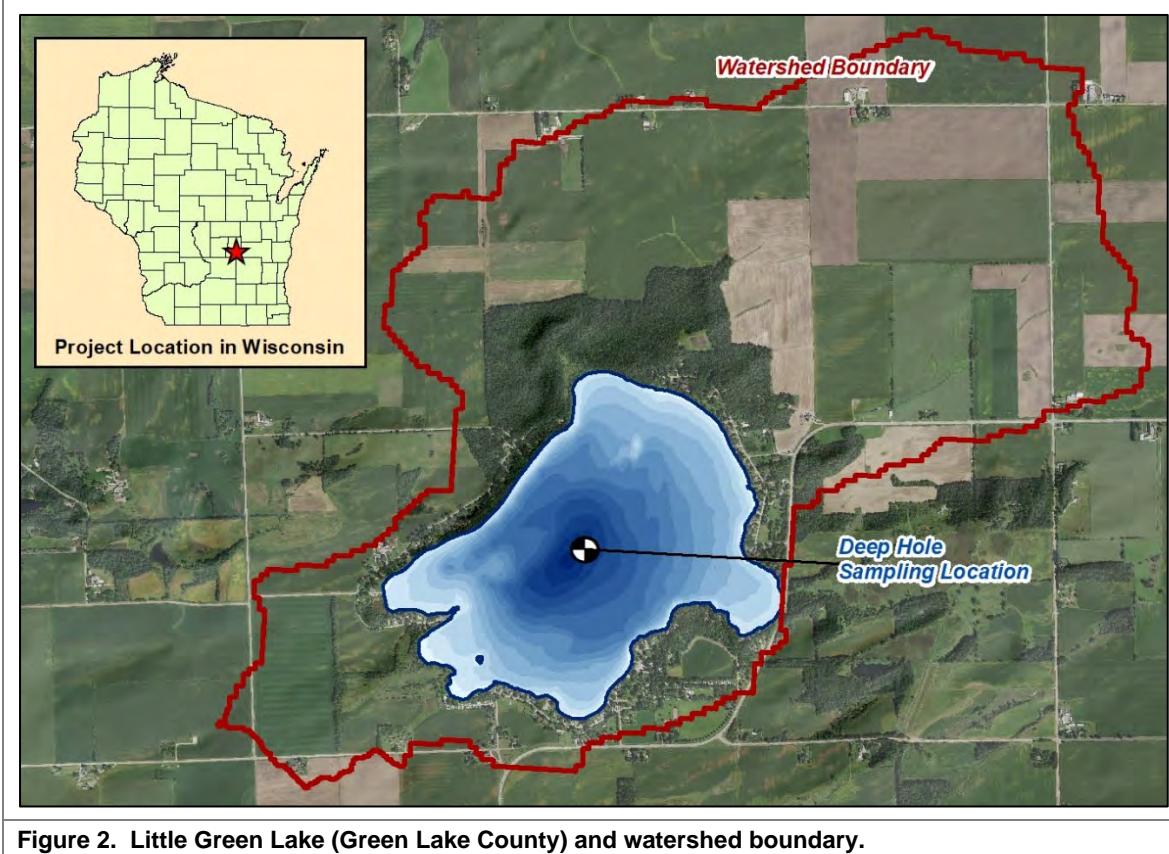 Watershed Boundary
Project Location in Wisconsin
Deep Hole
Sampling Location
Figure 2. Little Green Lake (Green Lake County) and watershed boundary.